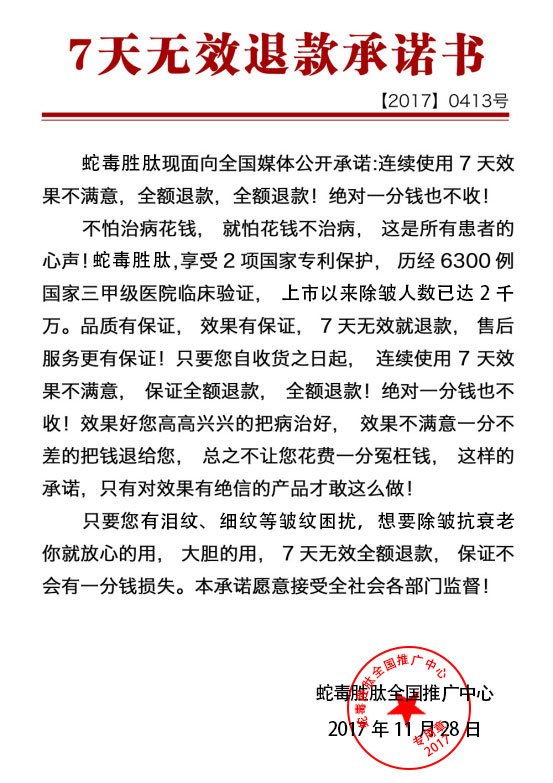 7天无效退款承诺书
【2017】0413号
蛇毒胜肽现面向全国媒体公开承诺:连续使用 7 天效
果不满意，全额退款，全额退款！绝对一分钱也不收！
不怕治病花钱， 就怕花钱不治病， 这是所有患者的
心声！蛇毒胜肽,享受 2 项国家专利保护， 历经 6300 例
国家三甲级医院临床验证， 上市以来除皱人数已达 2 千
万。品质有保证， 效果有保证， 7 天无效就退款， 售后
服务更有保证！只要您自收货之日起， 连续使用 7 天效
果不满意， 保证全额退款， 全额退款！绝对一分钱也不
收！效果好您高高兴兴的把病治好， 效果不满意一分不
差的把钱退给您， 总之不让您花费一分冤枉钱， 这样的
承诺，只有对效果有绝信的产品才敢这么做！
只要您有泪纹、细纹等皱纹困扰，想要除皱抗衰老
你就放心的用， 大胆的用， 7 天无效全额退款， 保证不
会有一分钱损失。本承诺愿意接受全社会各部门监督！
蛇毒胜肽全国推广中心
2017 年 11 月 28 日
蛇毒胜肽全国推广中心
专用章
2017